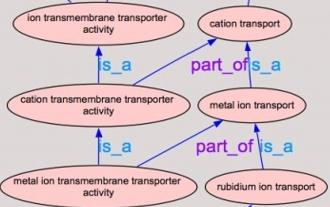 ion transmembrane transporter
activity
cation transport
is_a
part_of is_a
cation transmembrane transporter
activity
metal ion transport
is_a
part_of is_a
metal ion transmembrane transporter
activity
rubidium ion transport